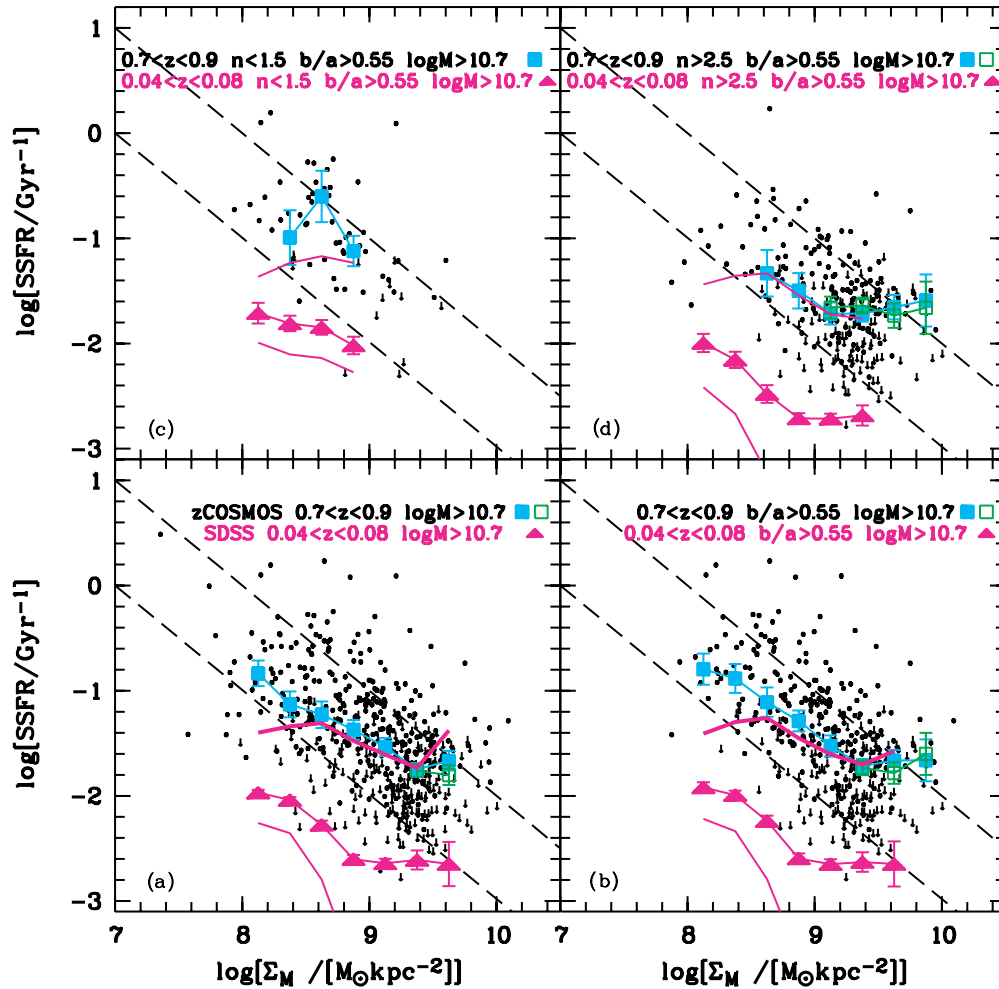 0.7<z<0.9 n<1.5 b/a>0.55 logM>10.7
0.04<z<0.08 n<1.5 b/a>0.55 logM>10.7
0.7<z<0.9 n>2.5 b/a>0.55 logM>10.7
0.04<z<0.08 n>2.5 b/a>0.55 logM>10.7
log[SSFR/Gyr⁻¹]
1
0
-1
-2
-3
(c)
(d)
zCOSMOS 0.7<z<0.9 logM>10.7
SDSS 0.04<z<0.08 logM>10.7
0.7<z<0.9 b/a>0.55 logM>10.7
0.04<z<0.08 b/a>0.55 logM>10.7
log[SSFR/Gyr⁻¹]
1
0
-1
-2
-3
(a)
(b)
7 8 9 10 7 8 9 10
log[Σ_M /[M⊙kpc⁻²]]
log[Σ_M /[M⊙kpc⁻²]]